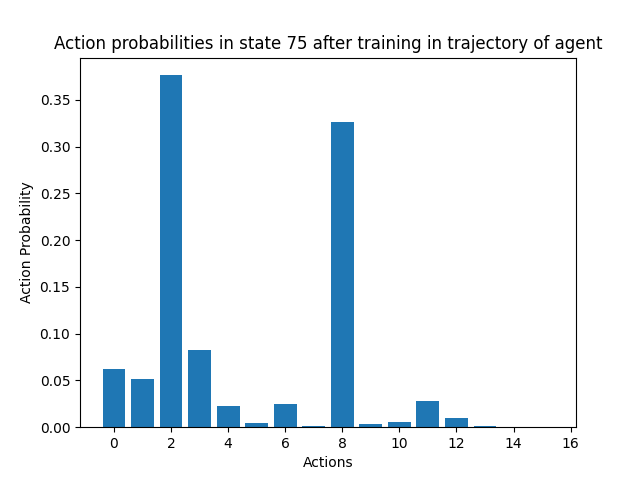 Action probabilities in state 75 after training in trajectory of agent
0.35
0.30
0.25
0.20
0.15
0.10
0.05
0.00
Action Probability
0 2 4 6 8 10 12 14 16
Actions